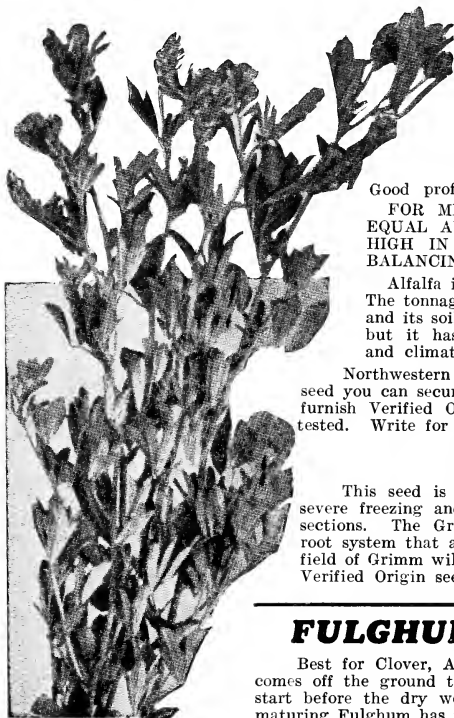 Good prof
FOR M
EQUAL A
HIGH IN
BALANCIN
Alfalfa i
The tonnag
and its soi
but it has
and climat
Northwestern
seed you can secur
furnish Verified O
tested. Write for
This seed is
severe freezing and
sections. The Gr
root system that a
field of Grimm wil
Verified Origin see
FULGHUM
Best for Clover, A
comes off the ground t
start before the dry we
maturing Fulghum has